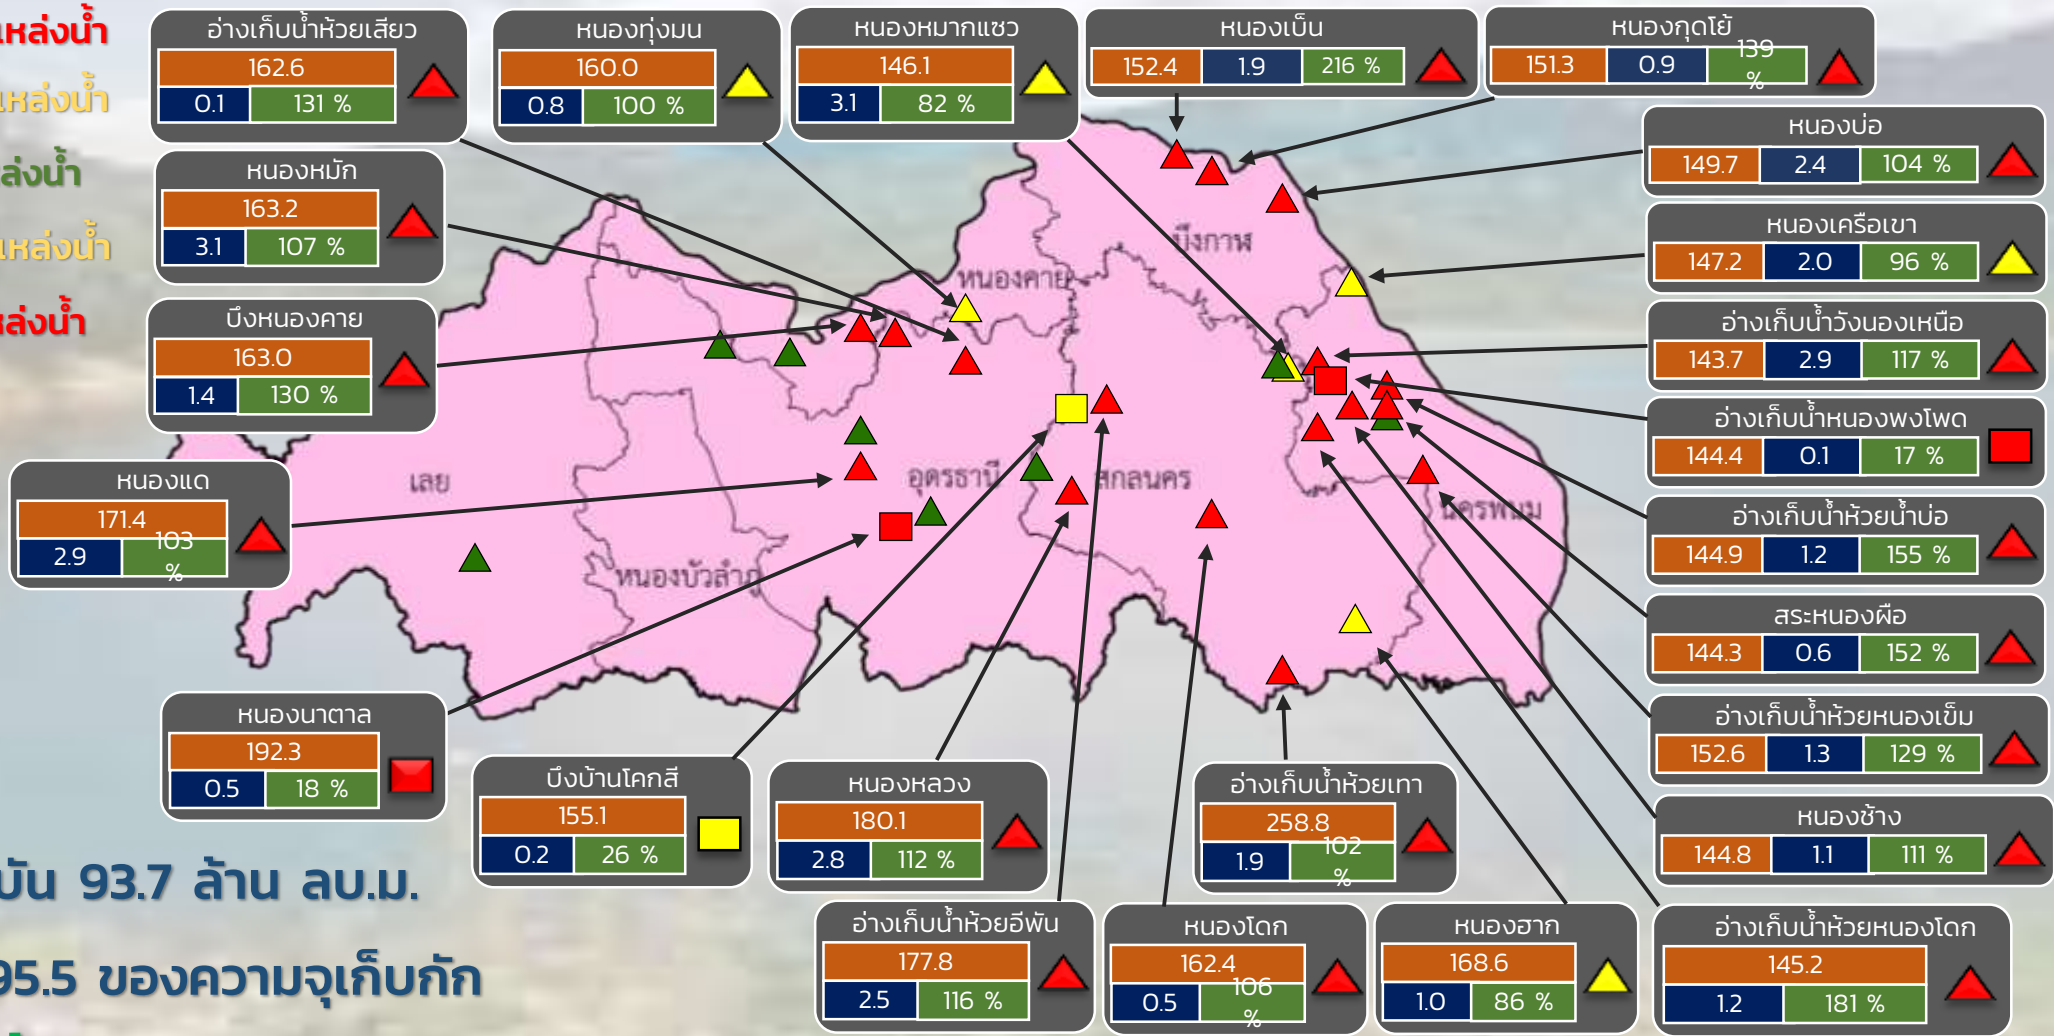 แหล่งน้ำ
แหล่งน้ำ
ล่งน้ำ
แหล่งน้ำ
หล่งน้ำ
อ่างเก็บน้ำห้วยเสียว
162.6
0.1 131 %
หนองทุ่งมน
160.0
0.8 100 %
หนองหมากแซว
146.1
3.1 82 %
หนองเบ็น
152.4 1.9 216 %
หนองกุดโย้
151.3 0.9 139 %
หนองหมัก
163.2
3.1 107 %
หนองบ่อ
149.7 2.4 104 %
หนองเครือเขา
147.2 2.0 96 %
บึงหนองคาย
163.0
1.4 130 %
อ่างเก็บน้ำวังนองเหนือ
143.7 2.9 117 %
อ่างเก็บน้ำหนองพงโพด
144.4 0.1 17 %
หนองแด
171.4
2.9 103 %
อ่างเก็บน้ำห้วยน้ำบ่อ
144.9 1.2 155 %
สระหนองผือ
144.3 0.6 152 %
บึงกาฬ
หนองคาย
เลย
อุดรธานี
สกลนคร
นครพนม
หนองบัวลำภู
หนองนาตาล
192.3
0.5 18 %
อ่างเก็บน้ำห้วยหนองเข็ม
152.6 1.3 129 %
บึงบ้านโคกสี
155.1
0.2 26 %
หนองหลวง
180.1
2.8 112 %
อ่างเก็บน้ำห้วยเทา
258.8
1.9 102 %
หนองช้าง
144.8 1.1 111 %
อ่างเก็บน้ำห้วยอีพัน
177.8
2.5 116 %
หนองโดก
162.4
0.5 106 %
หนองฮาก
168.6
1.0 86 %
อ่างเก็บน้ำห้วยหนองโดก
145.2
1.2 181 %
บัน 93.7 ล้าน ลบ.ม.
95.5 ของความจุเก็บกัก